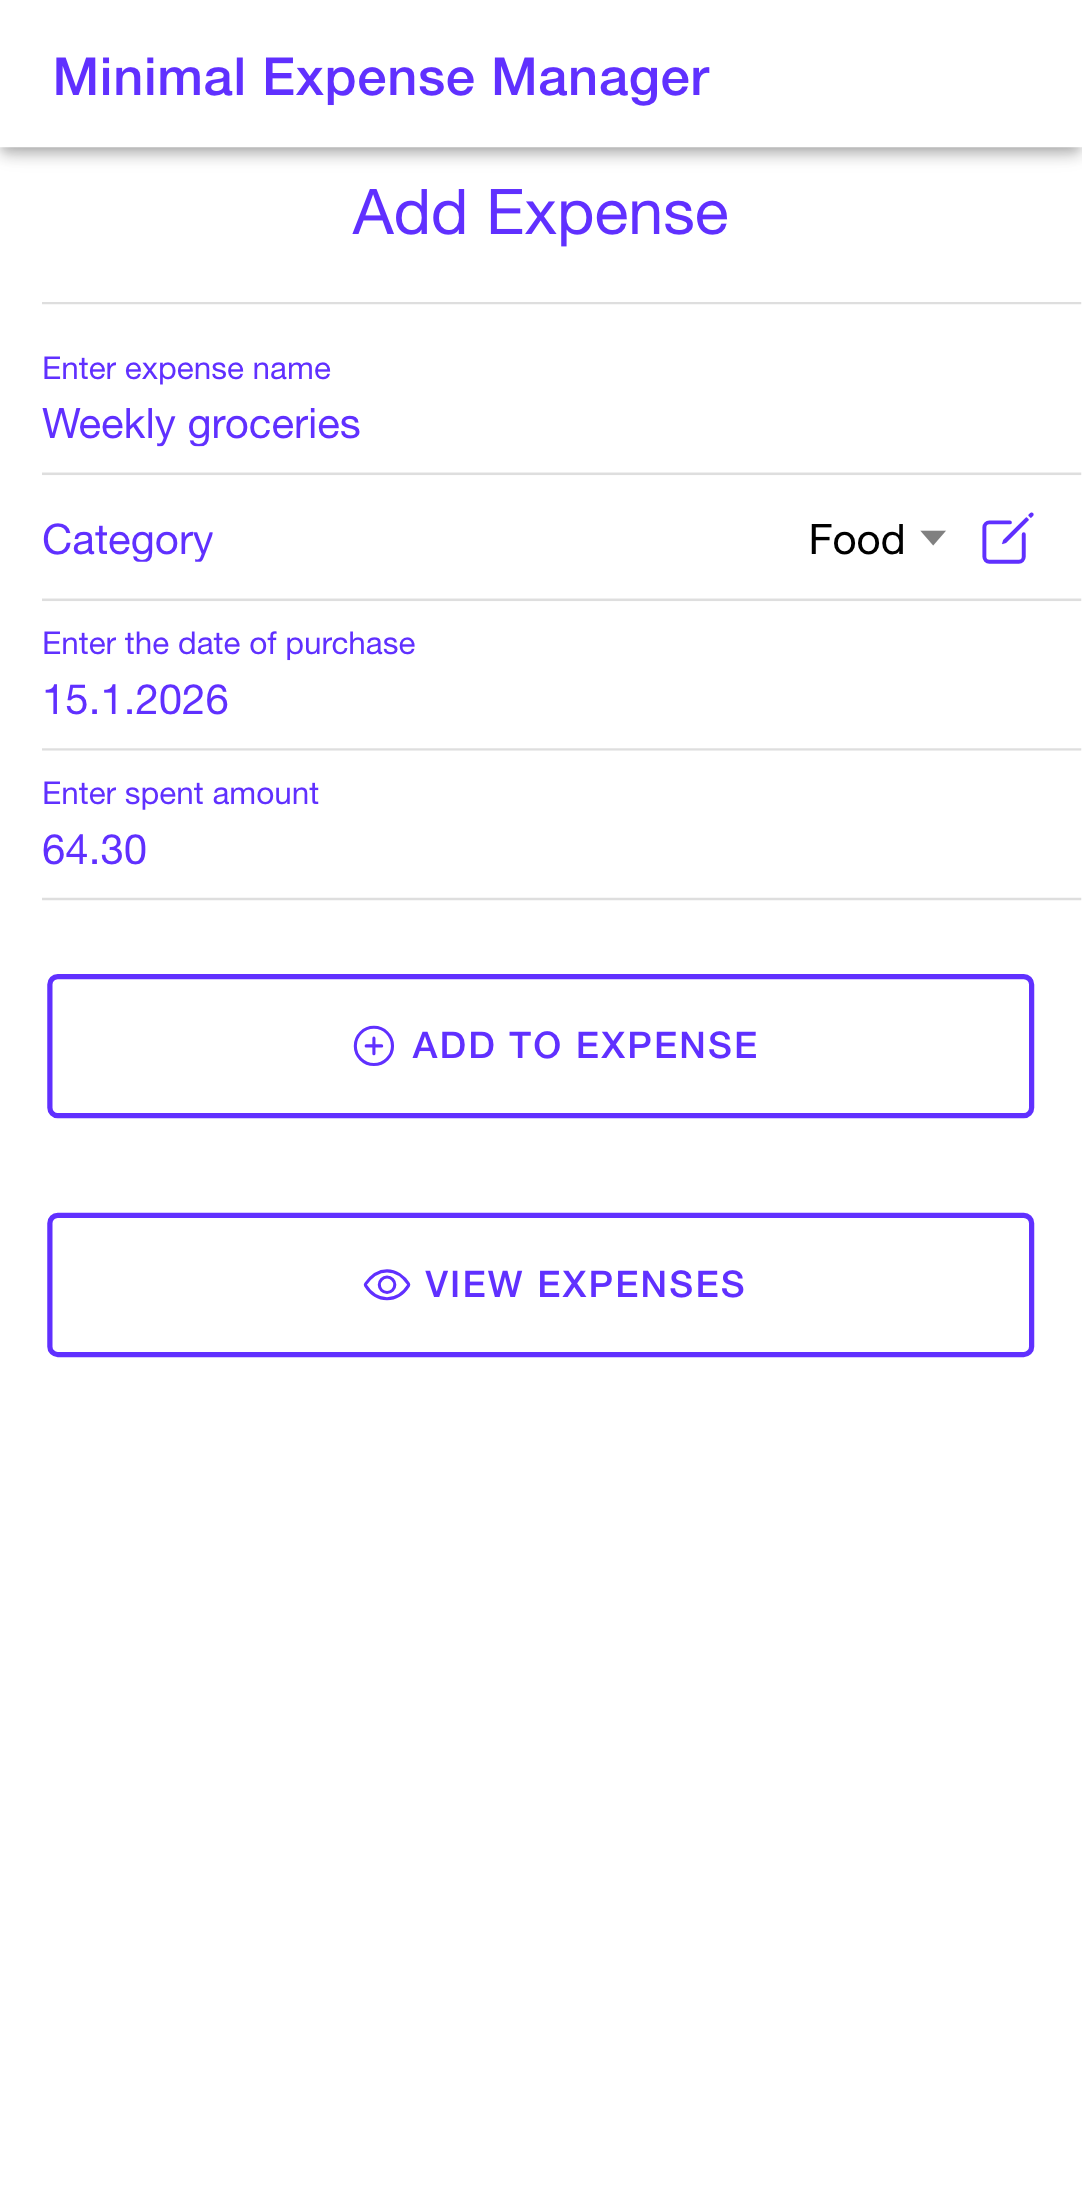 Minimal Expense Manager
Add Expense
Enter expense name
Weekly groceries
Category Food
Enter the date of purchase
15.1.2026
Enter spent amount
64.30
ADD TO EXPENSE
VIEW EXPENSES